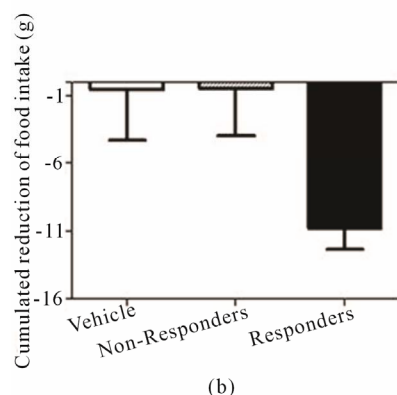 Cumulated reduction of food intake (g)
-1
-6
-11
-16
Vehicle
Non-Responders
Responders
(b)